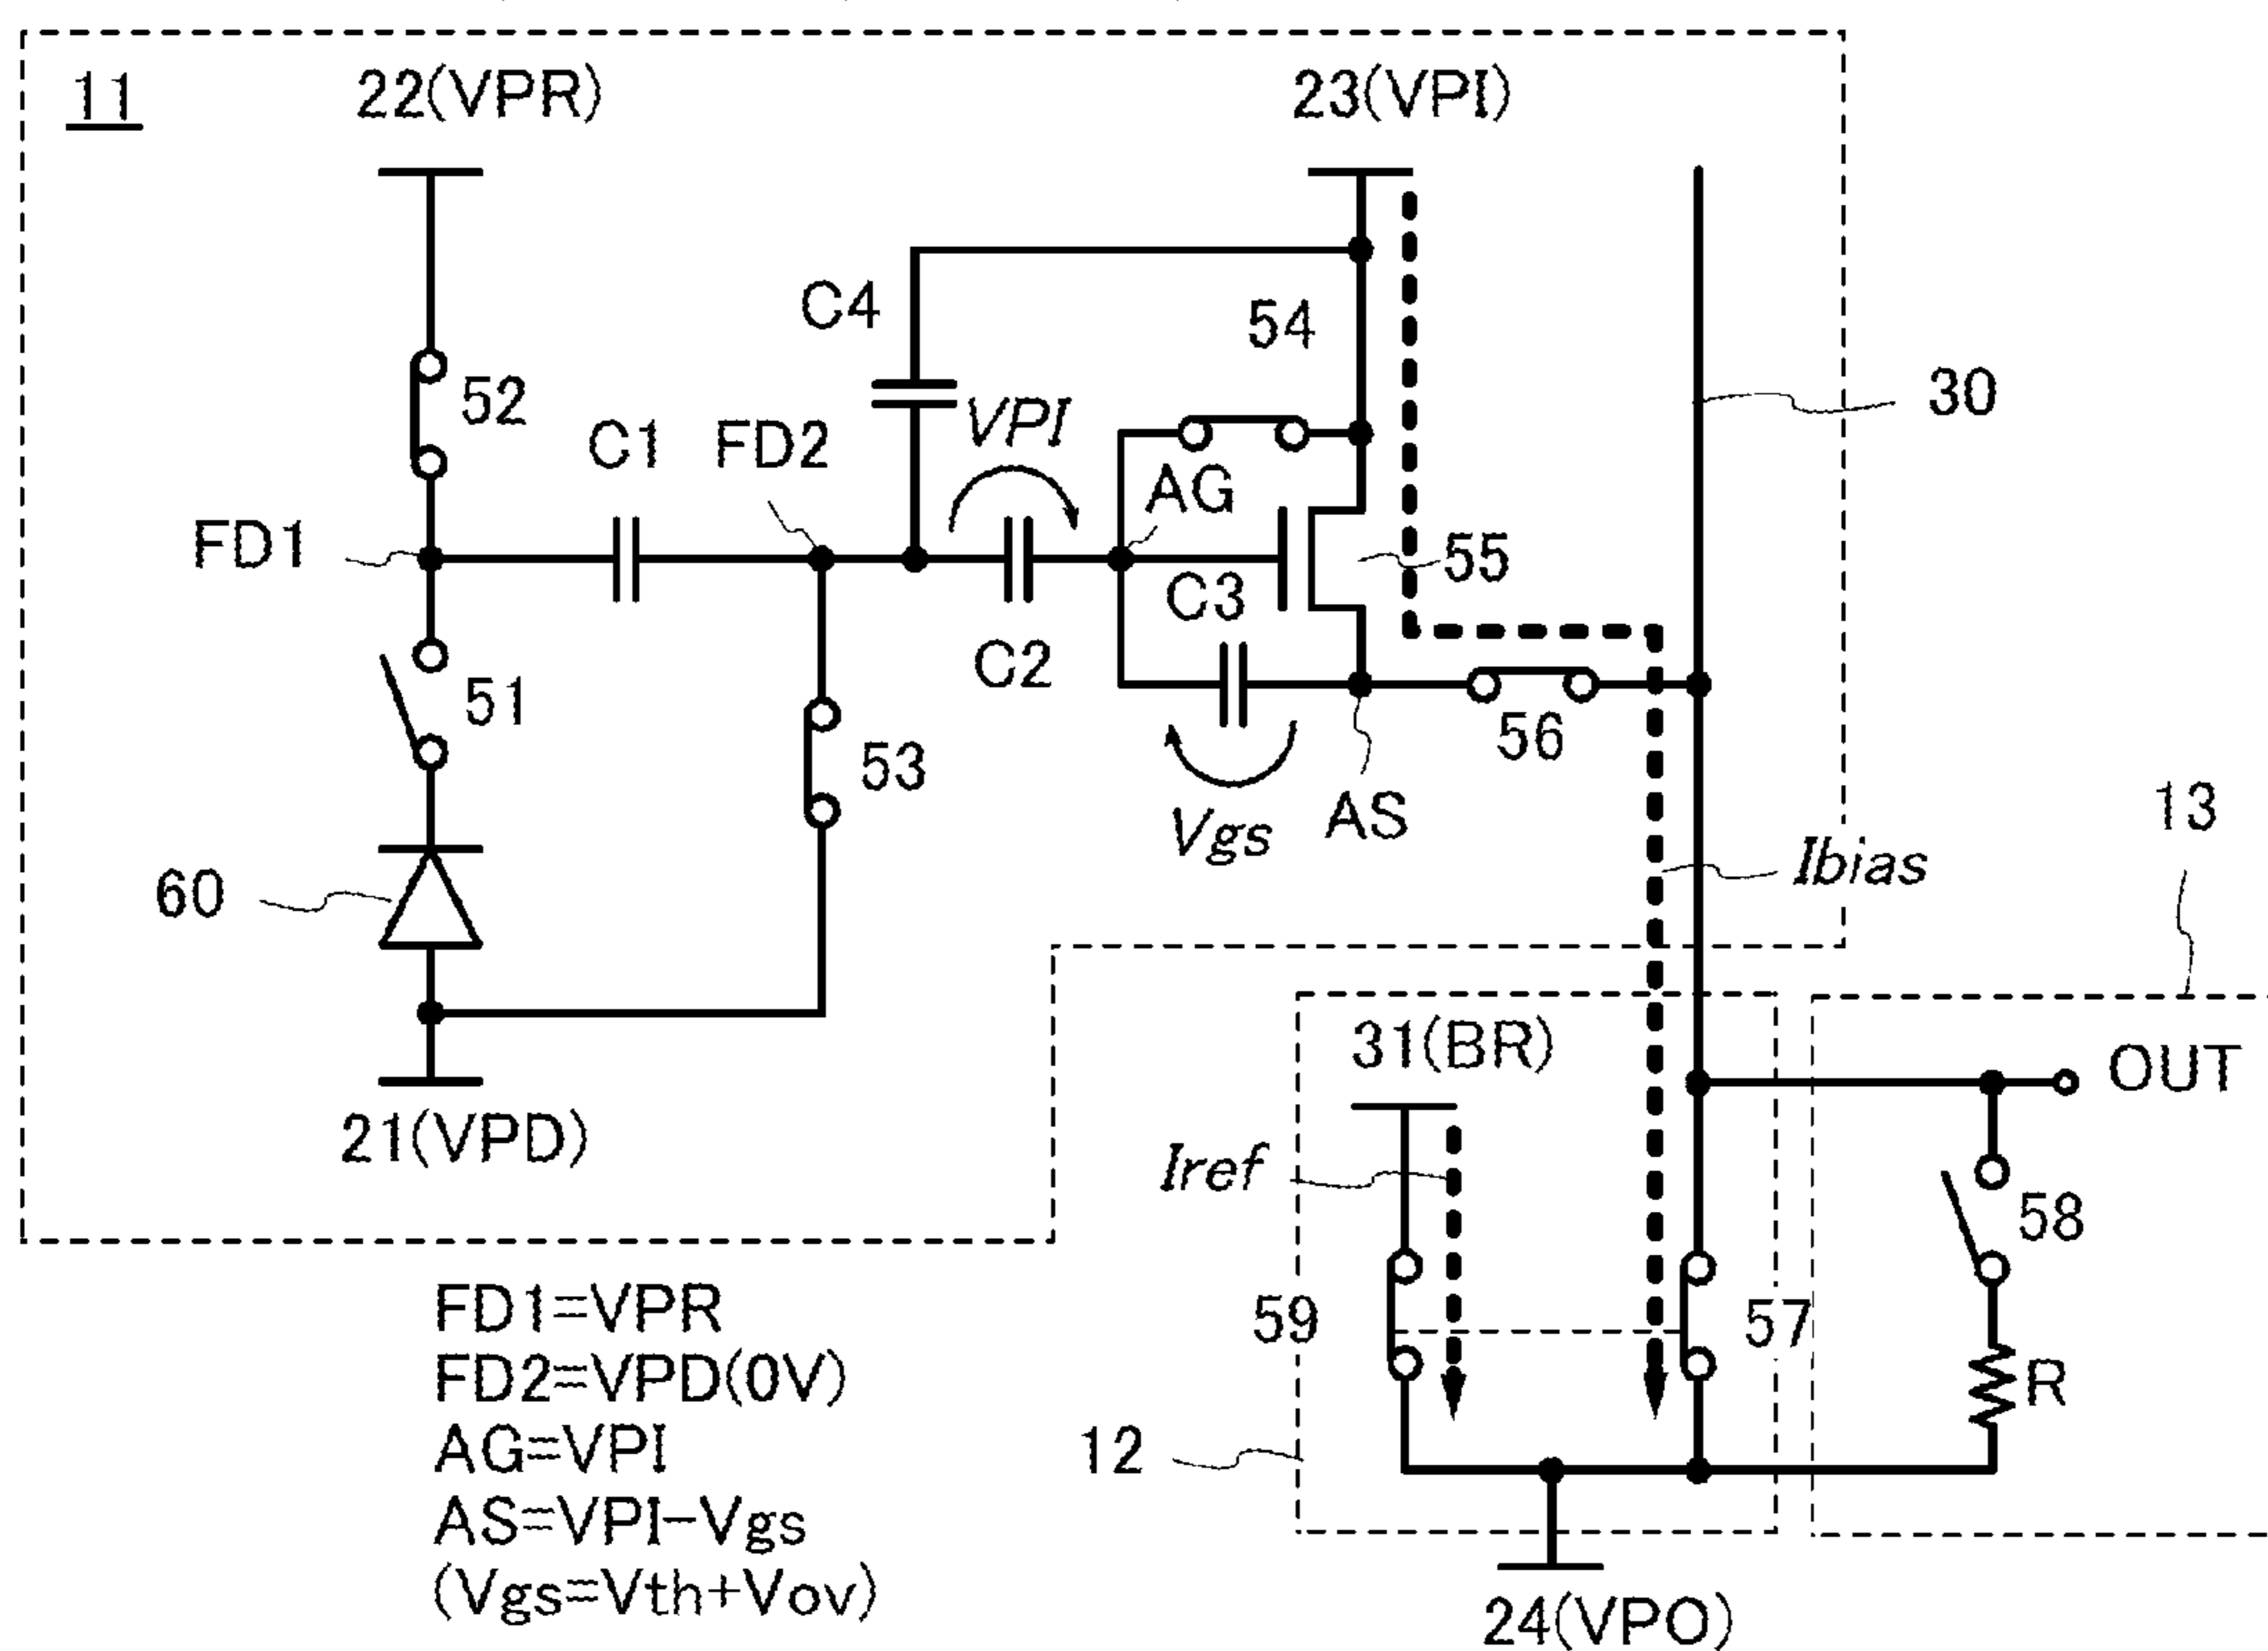 11
22(VPR)
23(VPI)
C4
54
52
VPI
30
C1
FD2
AG
FD1
55
C3
C2
51
56
53
Vgs
AS
13
60
Ibias
31(BR)
OUT
21(VPD)
Iref
58
FD1=VPR
59
57
FD2=VPD(0V)
R
AG=VPI
12
AS=VPI-Vgs
(Vgs=Vth+Vov)
24(VPO)